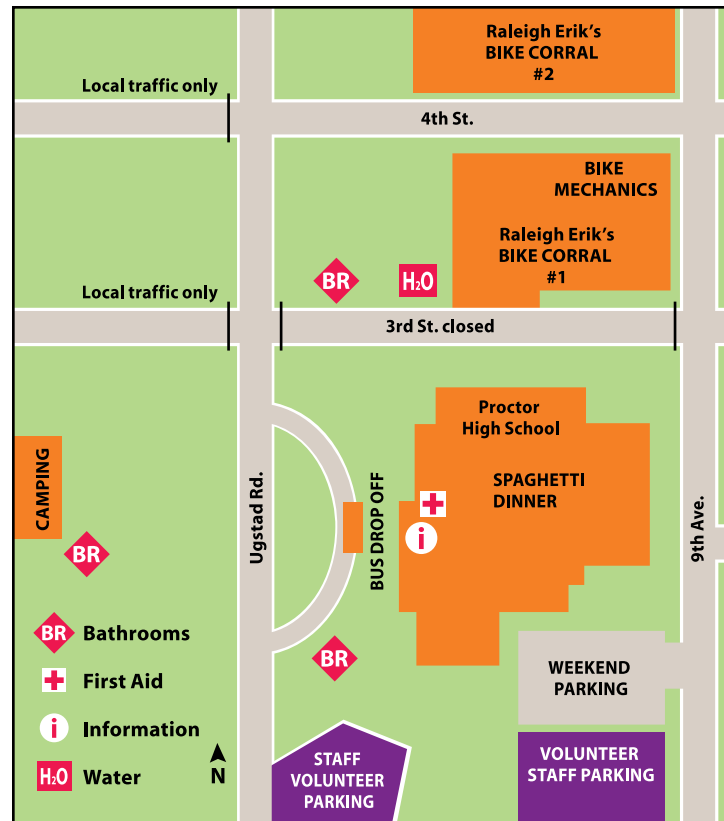 Raleigh Erik's
BIKE CORRAL
#2
Local traffic only
4th St.
BIKE
MECHANICS
Raleigh Erik's
BIKE CORRAL
#1
BR
H₂O
Local traffic only
3rd St. closed
Proctor
High School
SPAGHETTI
DINNER
CAMPING
Ugstad Rd.
BUS DROP OFF
i
9th Ave.
BR
BR Bathrooms
BR
First Aid
WEEKEND
PARKING
i Information
H₂O Water
N
STAFF
VOLUNTEER
PARKING
VOLUNTEER
STAFF PARKING